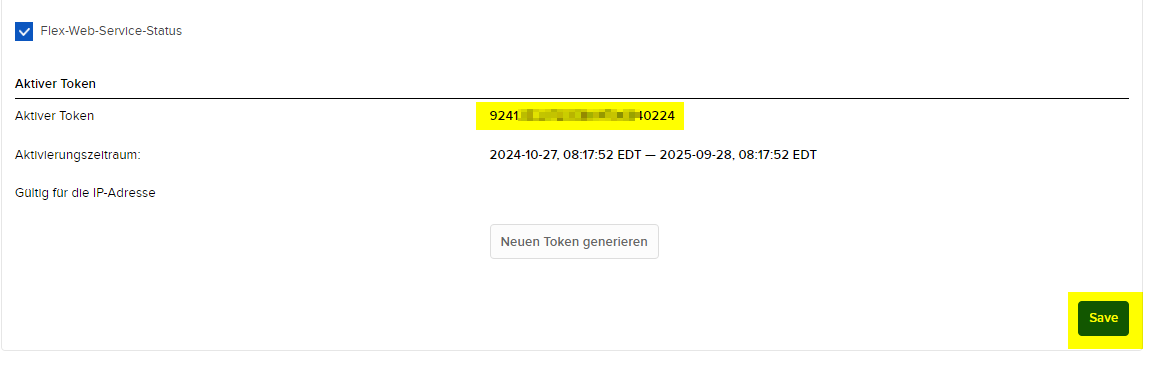 Flex-Web-Service-Status
Aktiver Token
Aktiver Token 9241 40224
Aktivierungszeitraum: 2024-10-27, 08:17:52 EDT — 2025-09-28, 08:17:52 EDT
Gültig für die IP-Adresse
Neuen Token generieren
Save